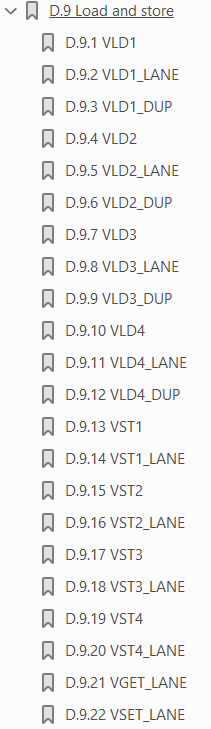 D.9 Load and store
D.9.1 VLD1
D.9.2 VLD1_LANE
D.9.3 VLD1_DUP
D.9.4 VLD2
D.9.5 VLD2_LANE
D.9.6 VLD2_DUP
D.9.7 VLD3
D.9.8 VLD3_LANE
D.9.9 VLD3_DUP
D.9.10 VLD4
D.9.11 VLD4_LANE
D.9.12 VLD4_DUP
D.9.13 VST1
D.9.14 VST1_LANE
D.9.15 VST2
D.9.16 VST2_LANE
D.9.17 VST3
D.9.18 VST3_LANE
D.9.19 VST4
D.9.20 VST4_LANE
D.9.21 VGET_LANE
D.9.22 VSET_LANE